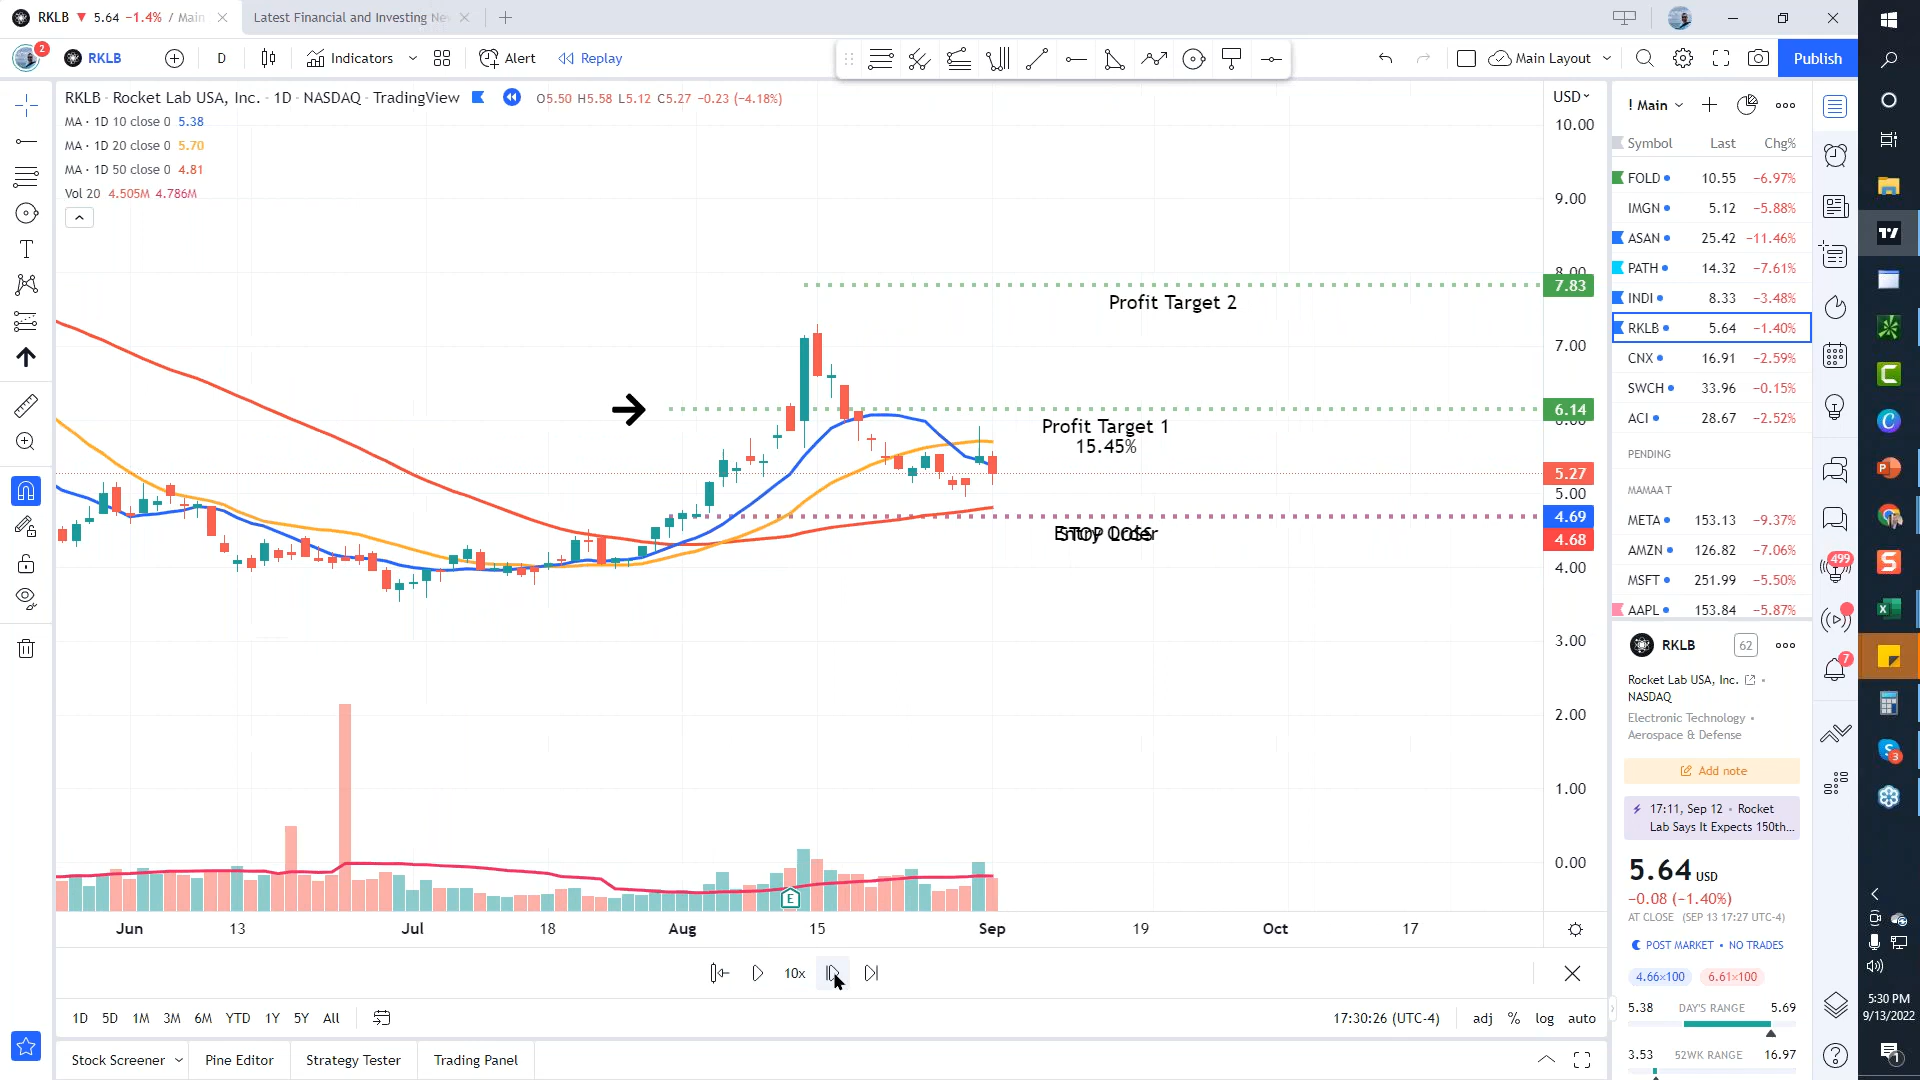 RKLB ▼ 5.64 −1.4% / Main
Latest Financial and Investing Ne
2
RKLB
D
Indicators
Alert
Replay
Main Layout
Publish
RKLB · Rocket Lab USA, Inc. · 1D · NASDAQ · TradingView
O5.50 H5.58 L5.12 C5.27 −0.23 (−4.18%)
MA · 1D 10 close 0 5.38
MA · 1D 20 close 0 5.70
MA · 1D 50 close 0 4.81
Vol 20 4.505M 4.786M
USD
10.00
9.00
8.00
7.83
Profit Target 2
7.00
6.14
6.00
Profit Target 1
15.45%
5.27
5.00
4.69
4.68
4.00
3.00
2.00
1.00
0.00
E
Jun 13 Jul 18 Aug 15 Sep 19 Oct 17
10x
1D 5D 1M 3M 6M YTD 1Y 5Y All
17:30:26 (UTC-4)
adj % log auto
Stock Screener
Pine Editor
Strategy Tester
Trading Panel
! Main
Symbol Last Chg%
FOLD 10.55 −6.97%
IMGN 5.12 −5.88%
ASAN 25.42 −11.46%
PATH 14.32 −7.61%
INDI 8.33 −3.48%
RKLB 5.64 −1.40%
CNX 16.91 −2.59%
SWCH 33.96 −0.15%
ACI 28.67 −2.52%
PENDING
MAMAA T
META 153.13 −9.37%
AMZN 126.82 −7.06%
MSFT 251.99 −5.50%
AAPL 153.84 −5.87%
RKLB
62
Rocket Lab USA, Inc.
NASDAQ
Electronic Technology •
Aerospace & Defense
Add note
17:11, Sep 12 • Rocket
Lab Says It Expects 150th...
5.64 USD
−0.08 (−1.40%)
AT CLOSE (SEP 13 17:27 UTC-4)
POST MARKET • NO TRADES
4.66×100
6.61×100
5.38 DAY'S RANGE 5.69
3.53 52WK RANGE 16.97
499
7
3
5:30 PM
9/13/2022
1